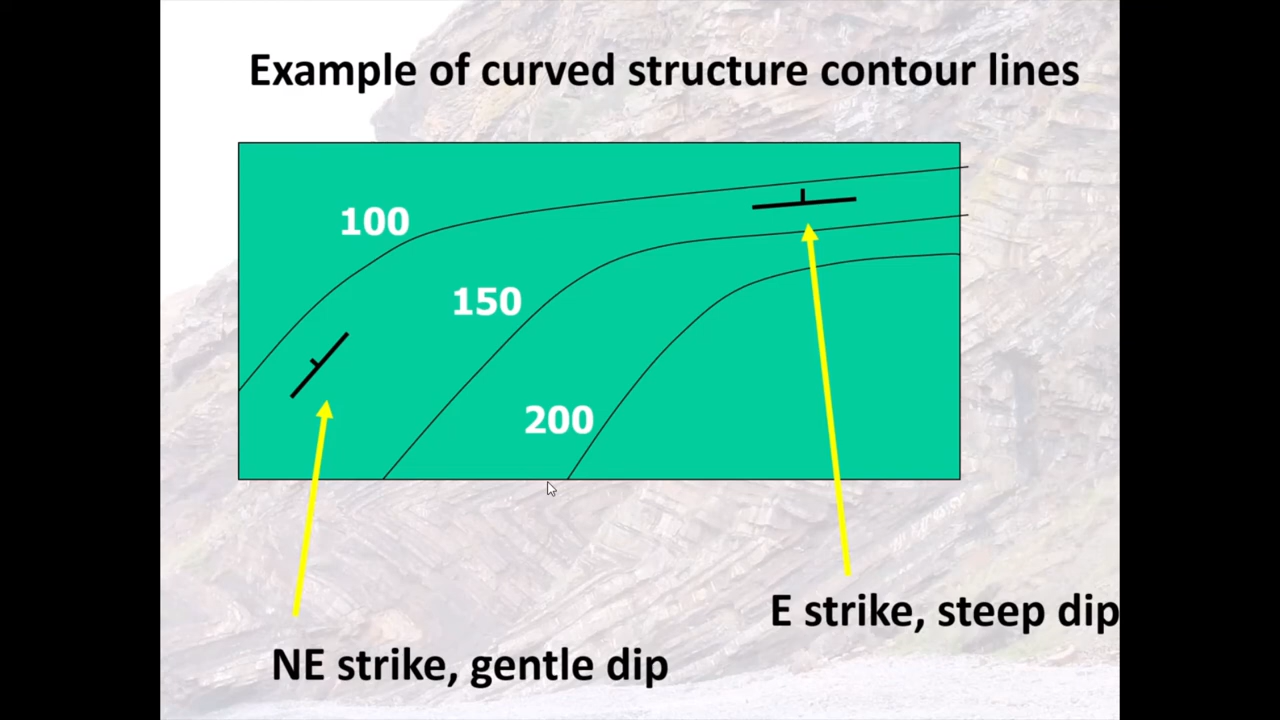 Example of curved structure contour lines
100
150
200
E strike, steep dip
NE strike, gentle dip